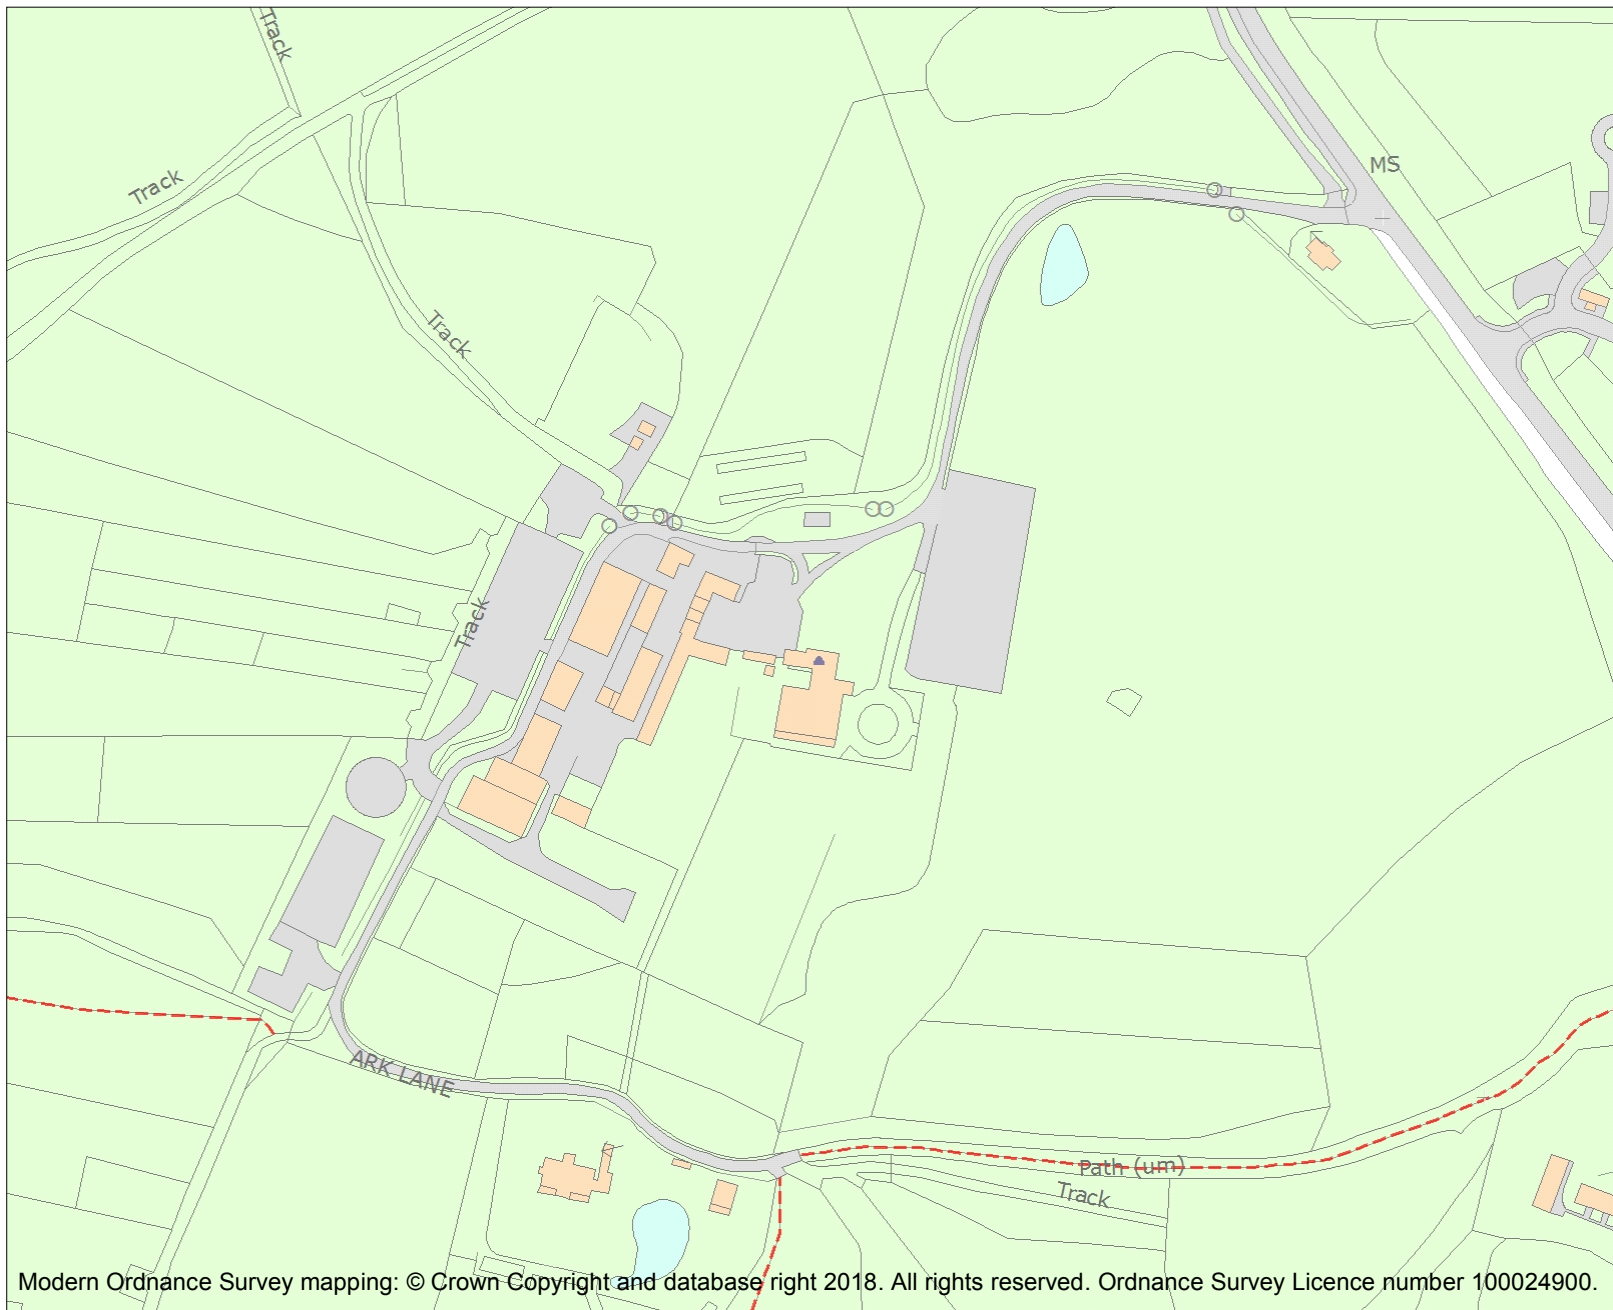 Track
MS
Track
Track
Track
ARK LANE
Path (um)
Track
Modern Ordnance Survey mapping: © Crown Copyright and database right 2018. All rights reserved. Ordnance Survey Licence number 100024900.